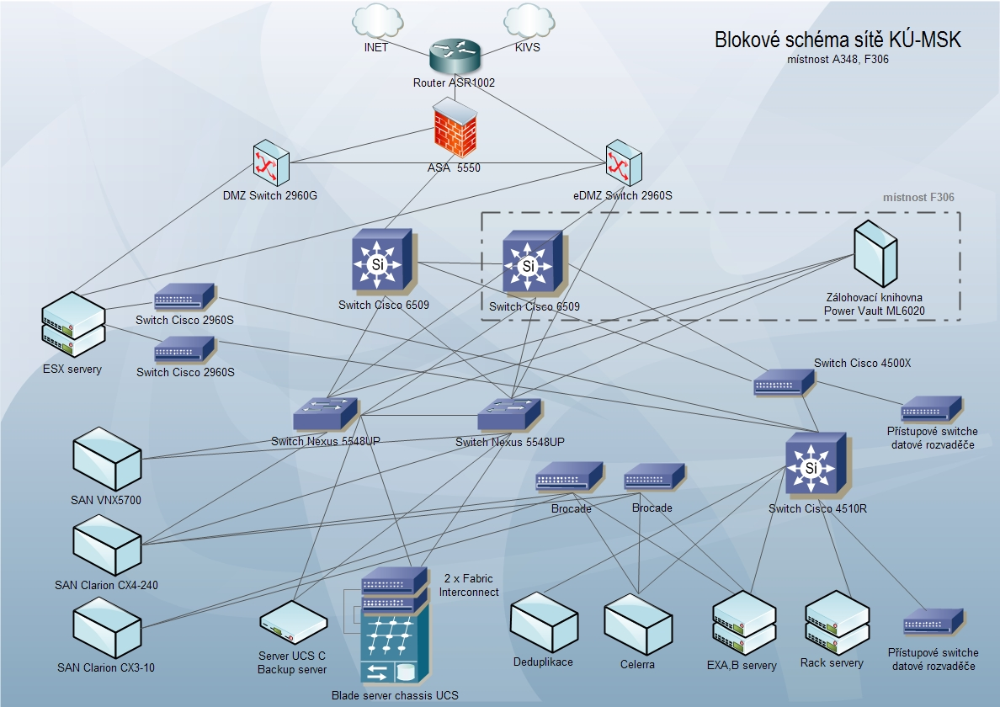 INET
KIVS
Blokové schéma sítě KÚ-MSK
místnost A348, F306
Router ASR1002
ASA 5550
DMZ Switch 2960G
eDMZ Switch 2960S
místnost F306
Si
Si
Switch Cisco 6509
Switch Cisco 6509
Zálohovací knihovna
Power Vault ML6020
Switch Cisco 2960S
ESX servery
Switch Cisco 2960S
Switch Cisco 4500X
Switch Nexus 5548UP
Switch Nexus 5548UP
Přístupové switche
datové rozvaděče
Si
SAN VNX5700
Brocade
Brocade
Switch Cisco 4510R
SAN Clarion CX4-240
2 x Fabric
Interconnect
SAN Clarion CX3-10
Server UCS C
Backup server
Blade server chassis UCS
Deduplikace
Celerra
EXA,B servery
Rack servery
Přístupové switche
datové rozvaděče